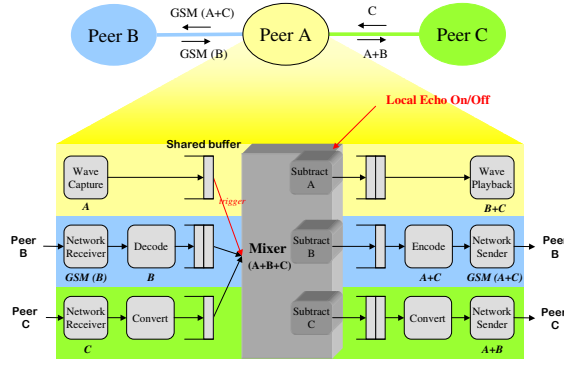 GSM (A+C)
C
Peer B
Peer A
Peer C
GSM (B)
A+B
Local Echo On/Off
Shared buffer
Wave
Capture
A
trigger
Subtract
A
Wave
Playback
B+C
Peer
B
Network
Receiver
GSM (B)
Decode
B
Mixer
(A+B+C)
Subtract
B
Encode
A+C
Network
Sender
GSM (A+C)
Peer
B
Peer
C
Network
Receiver
C
Convert
Subtract
C
Convert
Network
Sender
A+B
Peer
C